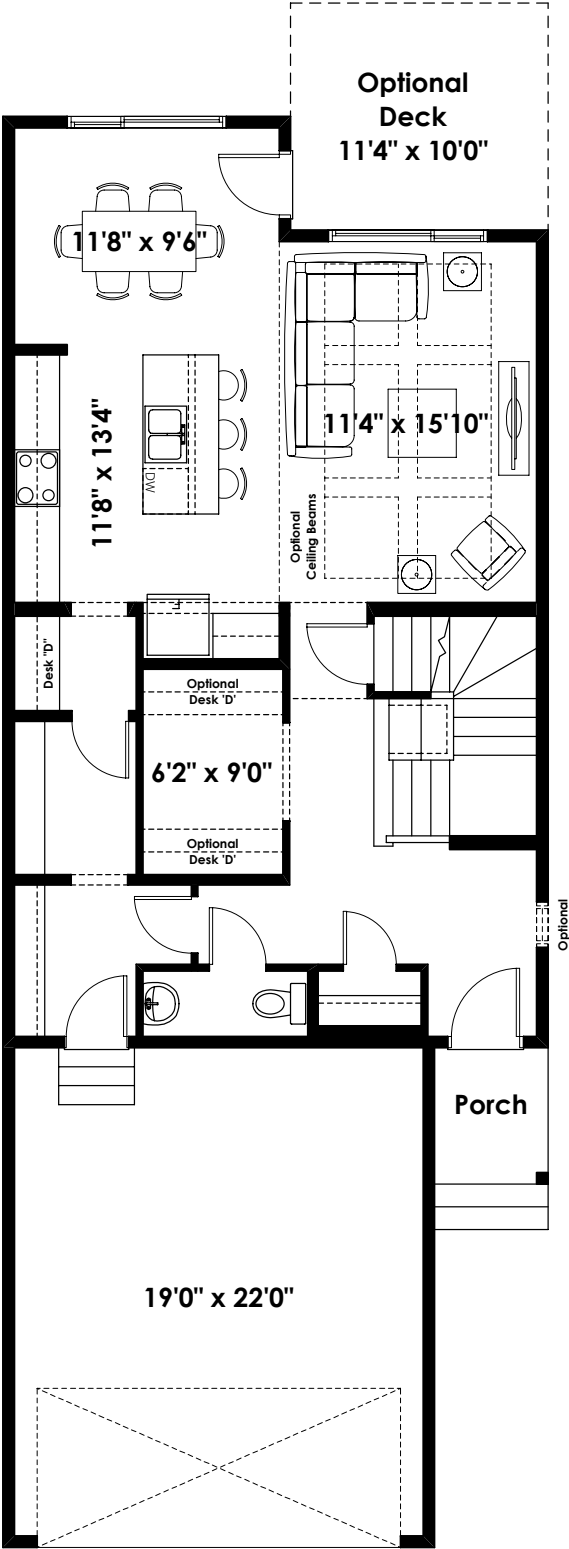 Optional
Deck
11'4" x 10'0"
11'8" x 9'6"
11'4" x 15'10"
11'8" x 13'4"
DW
Optional
Ceiling Beams
F
Desk "D"
Optional
Desk 'D'
6'2" x 9'0"
Optional
Desk 'D'
Optional
Porch
19'0" x 22'0"